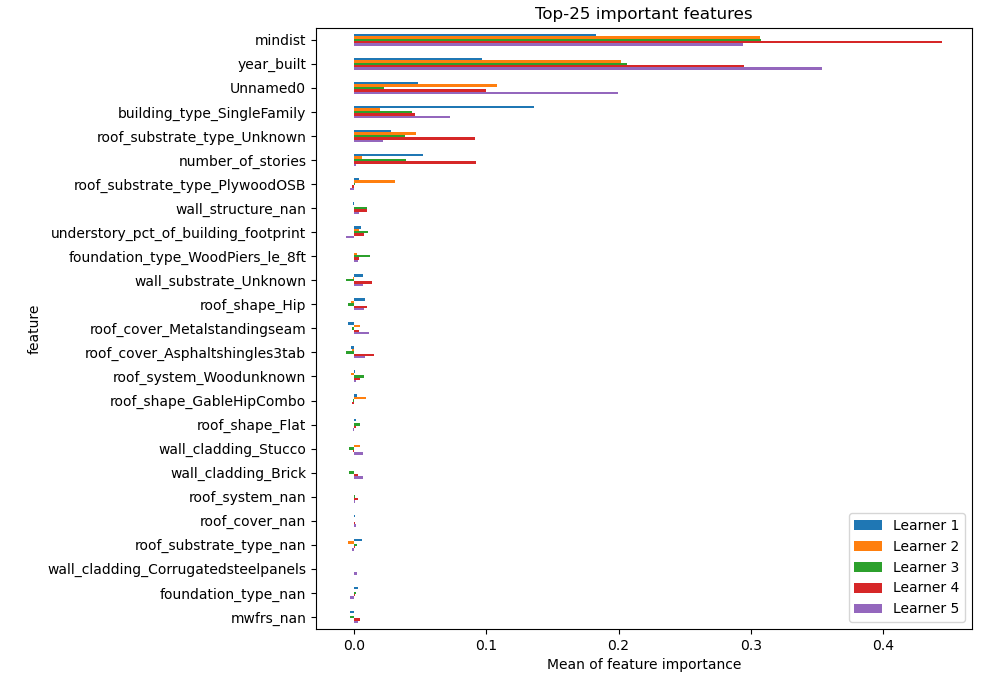 Top-25 important features
mindist
year_built
Unnamed0
building_type_SingleFamily
roof_substrate_type_Unknown
number_of_stories
roof_substrate_type_PlywoodOSB
wall_structure_nan
understory_pct_of_building_footprint
foundation_type_WoodPiers_le_8ft
wall_substrate_Unknown
roof_shape_Hip
roof_cover_Metalstandingseam
roof_cover_Asphaltshingles3tab
roof_system_Woodunknown
roof_shape_GableHipCombo
roof_shape_Flat
wall_cladding_Stucco
wall_cladding_Brick
roof_system_nan
roof_cover_nan
roof_substrate_type_nan
wall_cladding_Corrugatedsteelpanels
foundation_type_nan
mwfrs_nan
feature
Learner 1
Learner 2
Learner 3
Learner 4
Learner 5
0.0 0.1 0.2 0.3 0.4
Mean of feature importance